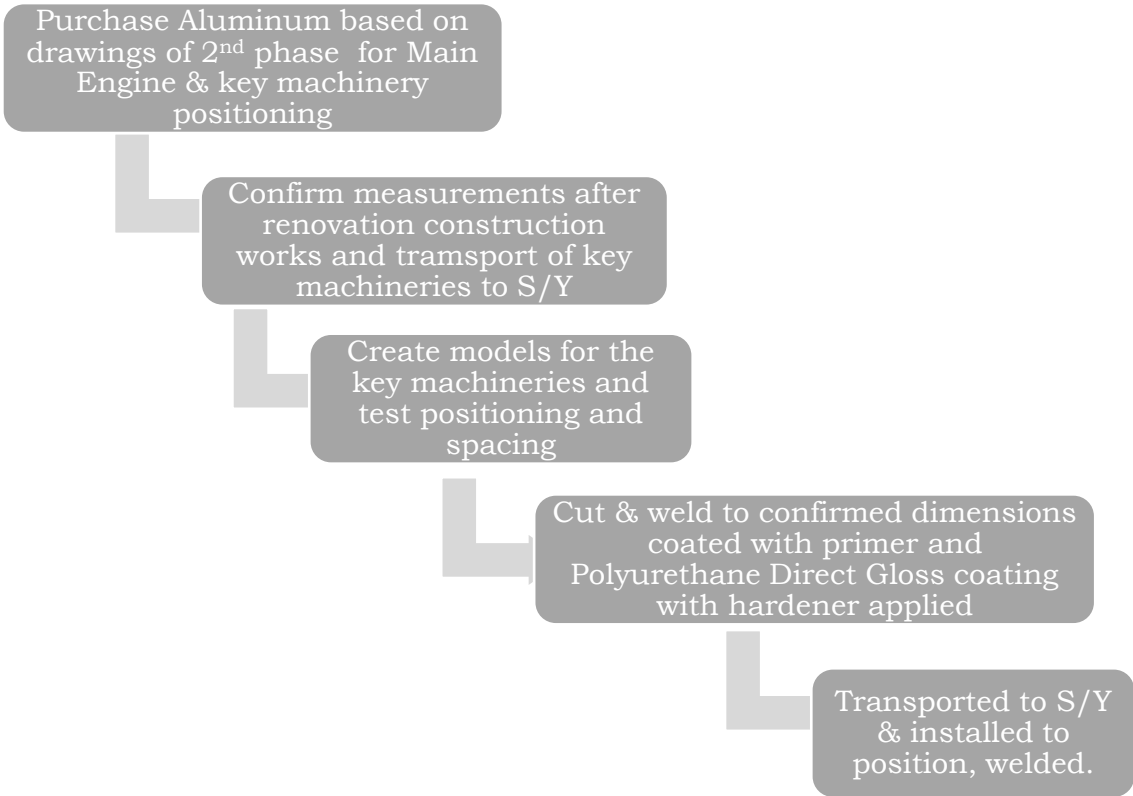 Purchase Aluminum based on
drawings of 2nd phase for Main
Engine & key machinery
positioning
Confirm measurements after
renovation construction
works and tramsport of key
machineries to S/Y
Create models for the
key machineries and
test positioning and
spacing
Cut & weld to confirmed dimensions
coated with primer and
Polyurethane Direct Gloss coating
with hardener applied
Transported to S/Y
& installed to
position, welded.